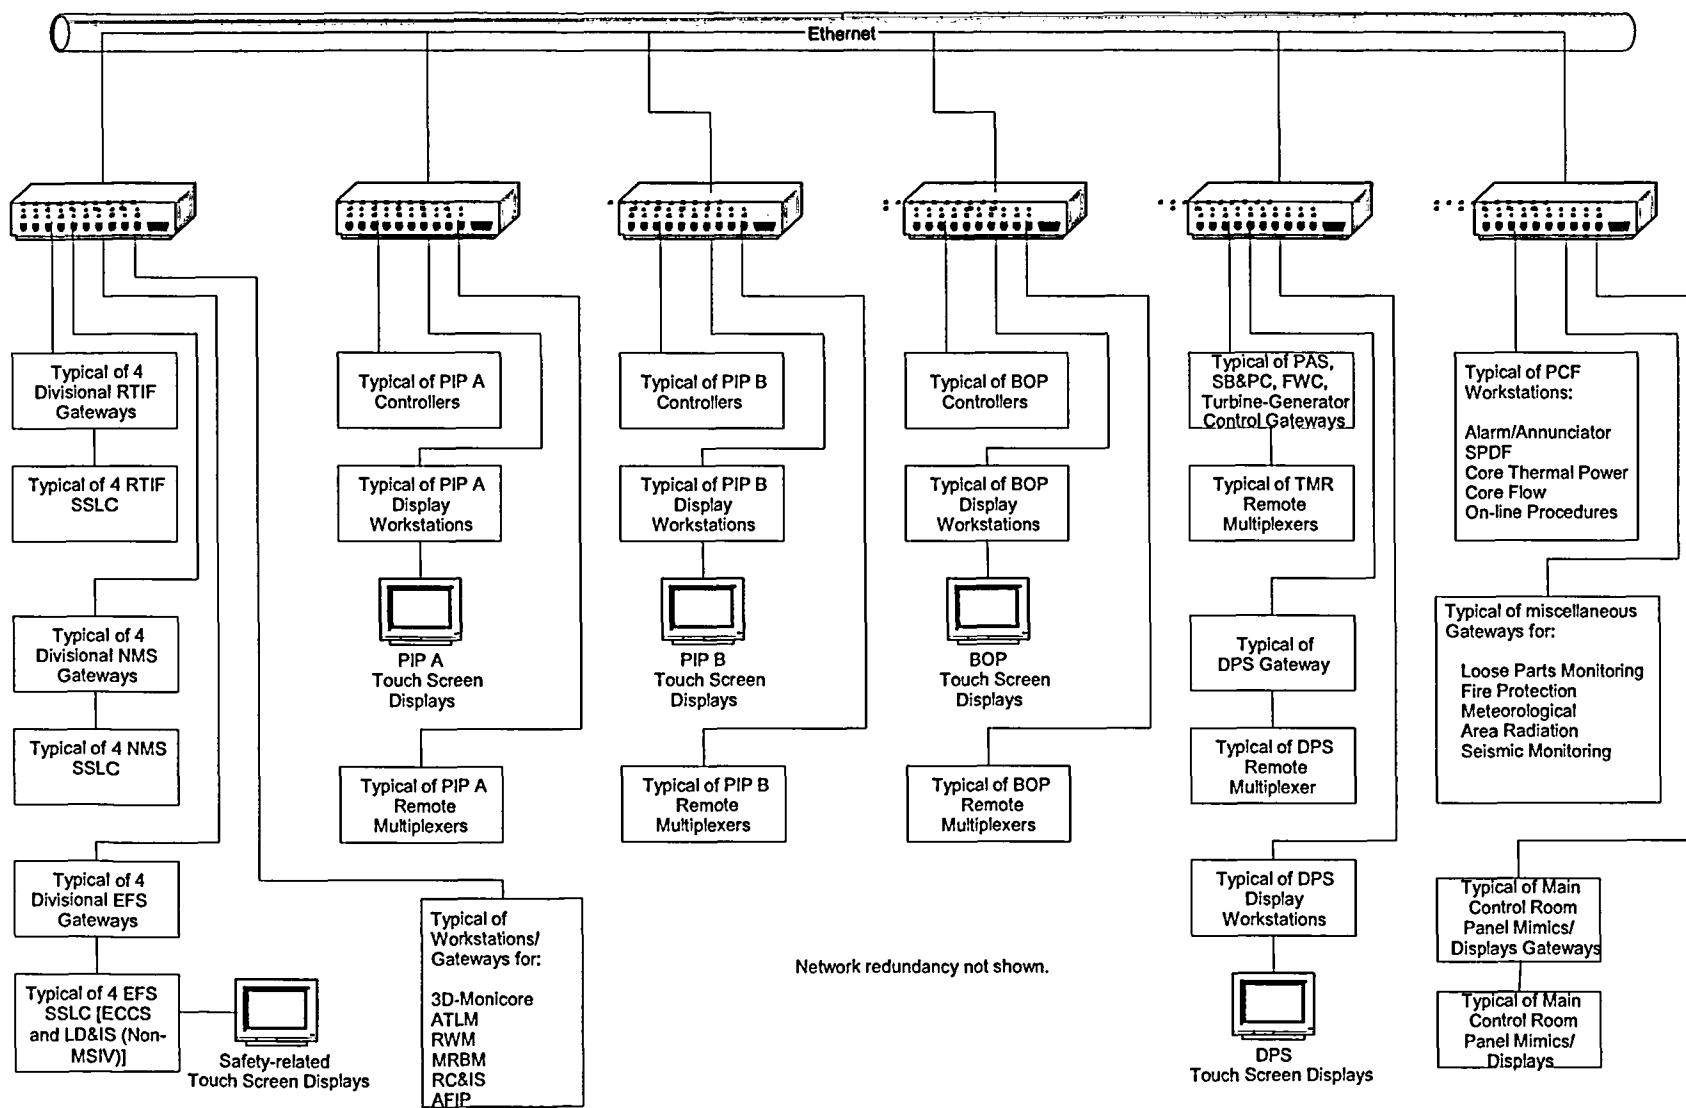 Ethernet
Typical of 4
Divisional RTIF
Gateways
Typical of 4 RTIF
SSLC
Typical of 4
Divisional NMS
Gateways
Typical of 4 NMS
SSLC
Typical of 4
Divisional EFS
Gateways
Typical of 4 EFS
SSLC [ECCS
and LD&IS (Non-
MSIV)]
Safety-related
Touch Screen Displays
Typical of
Workstations/
Gateways for:
3D-Monicore
ATLM
RWM
MRBM
RC&IS
AFIP
Typical of PIP A
Controllers
Typical of PIP A
Display
Workstations
PIP A
Touch Screen
Displays
Typical of PIP A
Remote
Multiplexers
Typical of PIP B
Controllers
Typical of PIP B
Display
Workstations
PIP B
Touch Screen
Displays
Typical of PIP B
Remote
Multiplexers
Typical of BOP
Controllers
Typical of BOP
Display
Workstations
BOP
Touch Screen
Displays
Typical of BOP
Remote
Multiplexers
Network redundancy not shown.
Typical of PAS,
SB&PC, FWC,
Turbine-Generator
Control Gateways
Typical of TMR
Remote
Multiplexers
Typical of
DPS Gateway
Typical of DPS
Remote
Multiplexer
Typical of DPS
Display
Workstations
DPS
Touch Screen Displays
Typical of PCF
Workstations:
Alarm/Annunciator
SPDF
Core Thermal Power
Core Flow
On-line Procedures
Typical of miscellaneous
Gateways for:
Loose Parts Monitoring
Fire Protection
Meteorological
Area Radiation
Seismic Monitoring
Typical of Main
Control Room
Panel Mimics/
Displays Gateways
Typical of Main
Control Room
Panel Mimics/
Displays